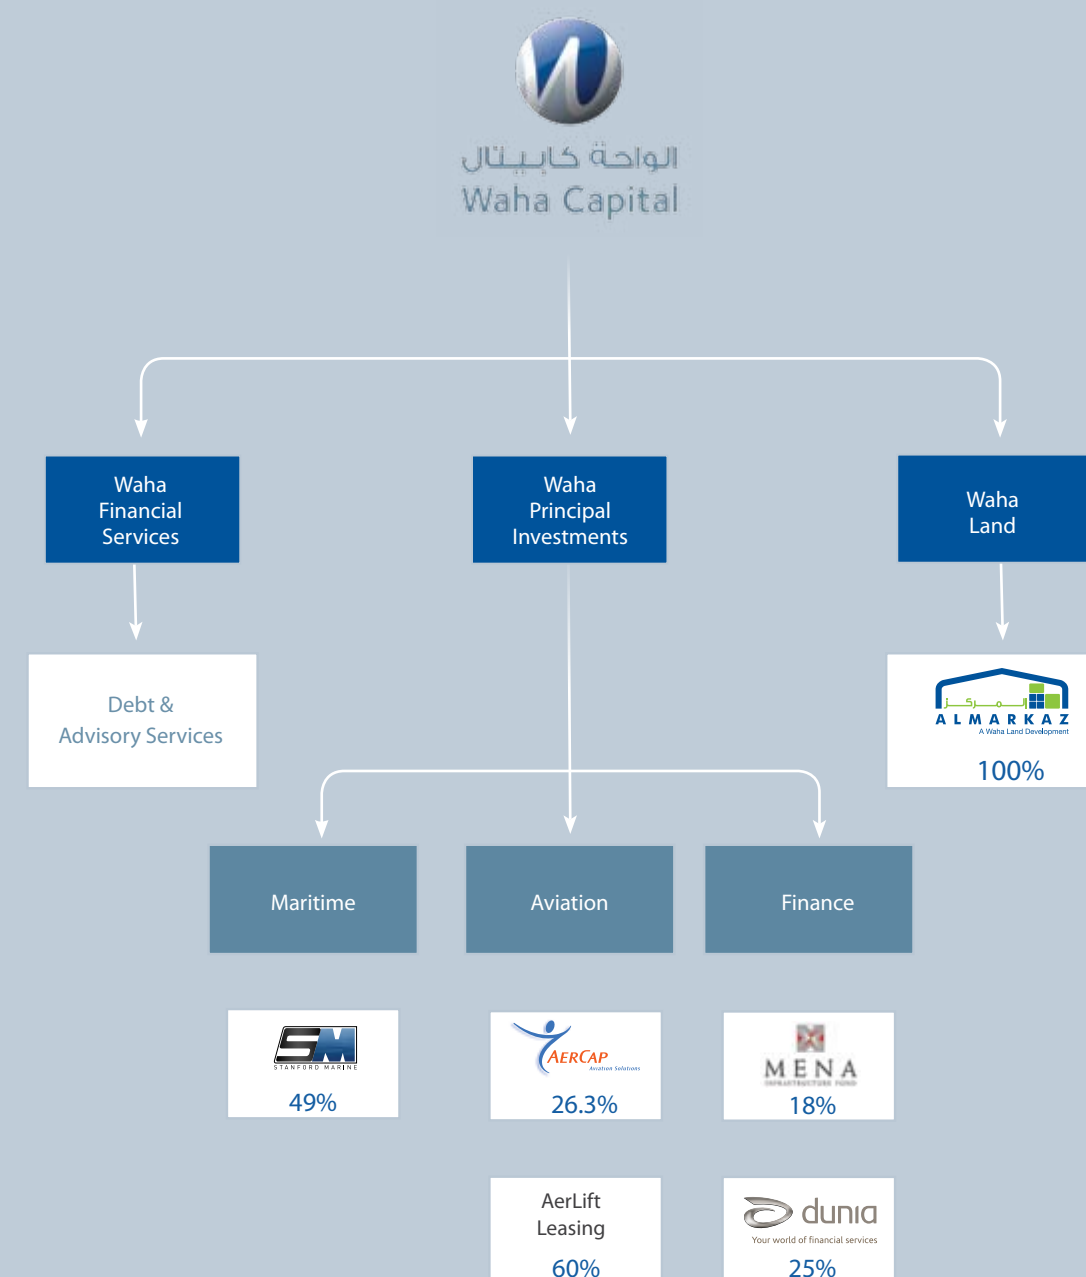 الواحة كابيتال
Waha Capital
Waha
Financial
Services
Waha
Principal
Investments
Waha
Land
Debt &
Advisory Services
المركز
ALMARKAZ
A Waha Land Development
100%
Maritime
Aviation
Finance
SM
STANFORD MARINE
49%
AERCAP
Aviation Solutions
26.3%
MENA
INFRASTRUCTURE FUND
18%
AerLift
Leasing
60%
dunia
Your world of financial services
25%